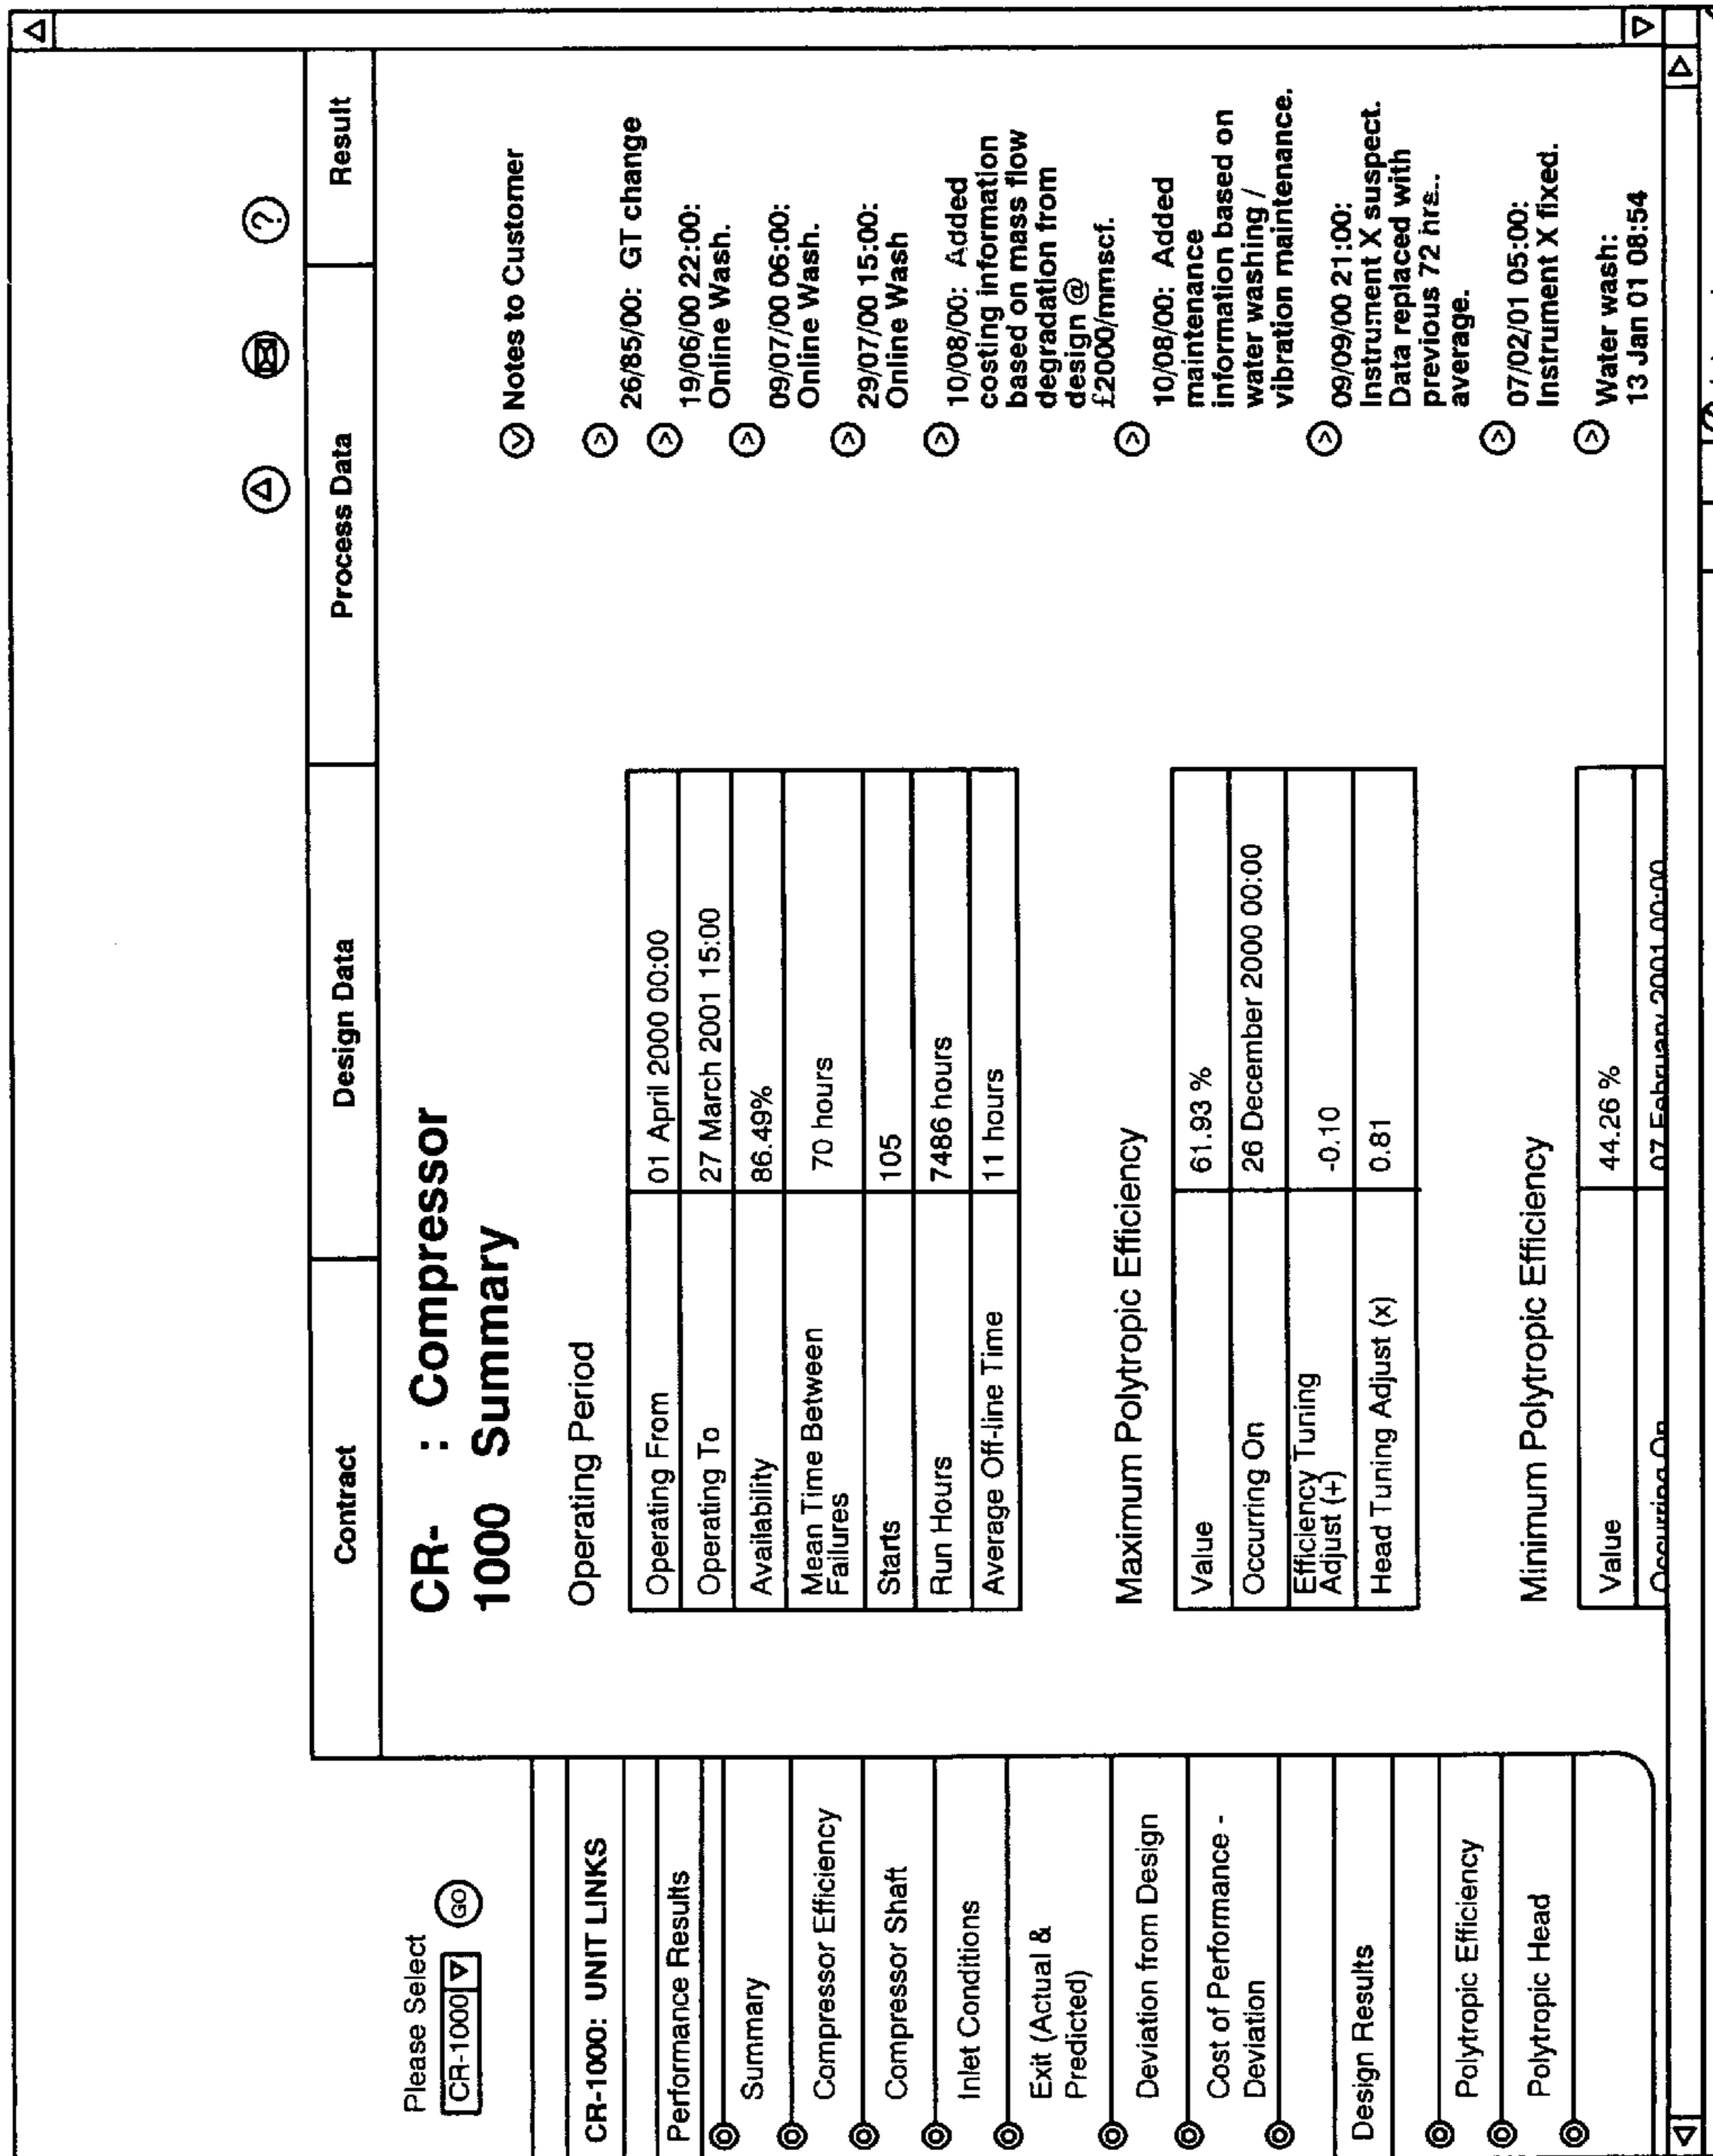 Please Select
CR-1000
GO
CR-1000: UNIT LINKS
Performance Results
Summary
Compressor Efficiency
Compressor Shaft
Inlet Conditions
Exit (Actual &
Predicted)
Deviation from Design
Cost of Performance -
Deviation
Design Results
Polytropic Efficiency
Polytropic Head
?
Contract Design Data Process Data Result
CR- : Compressor
1000 Summary
Operating Period
Operating From 01 April 2000 00:00
Operating To 27 March 2001 15:00
Availability 86.49%
Mean Time Between
Failures 70 hours
Starts 105
Run Hours 7486 hours
Average Off-line Time 11 hours
Maximum Polytropic Efficiency
Value 61.93 %
Occurring On 26 December 2000 00:00
Efficiency Tuning
Adjust (+) -0.10
Head Tuning Adjust (x) 0.81
Minimum Polytropic Efficiency
Value 44.26 %
Occurring On 07 February 2001 00:00
Notes to Customer
26/85/00: GT change
19/06/00 22:00:
Online Wash.
09/07/00 06:00:
Online Wash.
29/07/00 15:00:
Online Wash
10/08/00: Added
costing information
based on mass flow
degradation from
design @
£2000/mmscf.
10/08/00: Added
maintenance
information based on
water washing /
vibration maintenance.
09/09/00 21:00:
Instrument X suspect.
Data replaced with
previous 72 hrs..
average.
07/02/01 05:00:
Instrument X fixed.
Water wash:
13 Jan 01 08:54